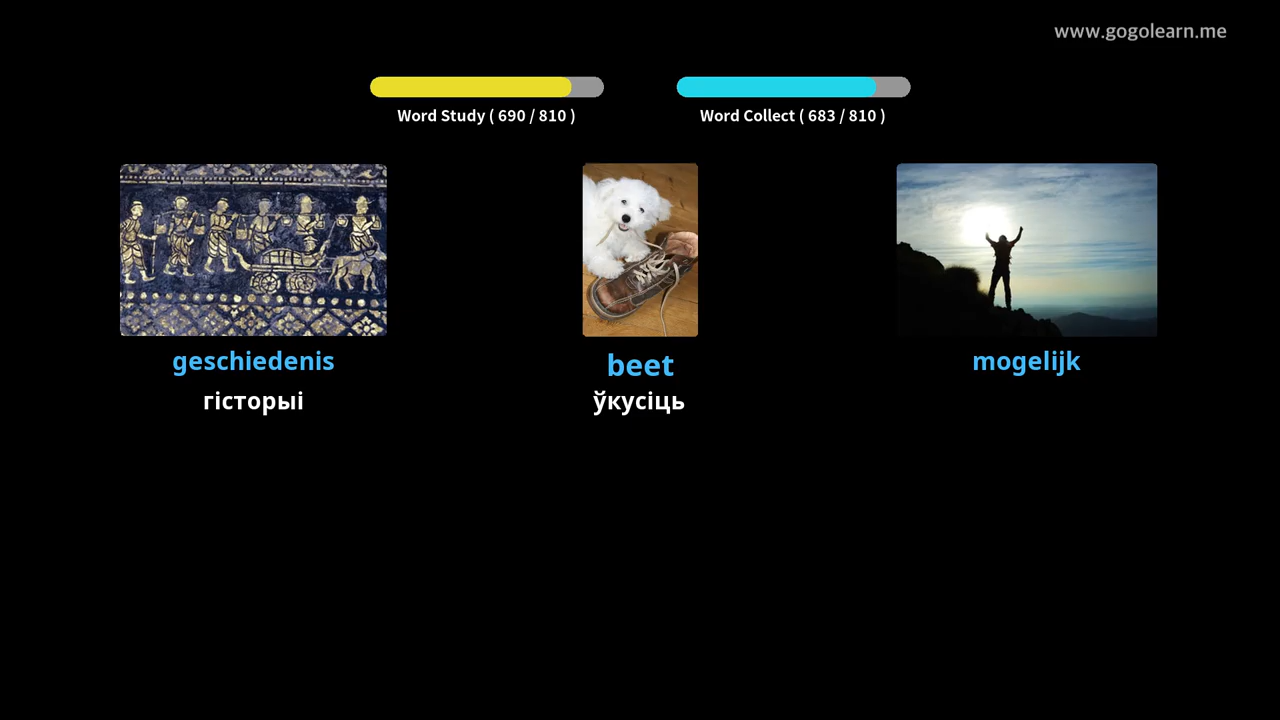 www.gogolearn.me
Word Study ( 690 / 810 )
Word Collect ( 683 / 810 )
geschiedenis
beet
mogelijk
гісторыі
ўкусіць